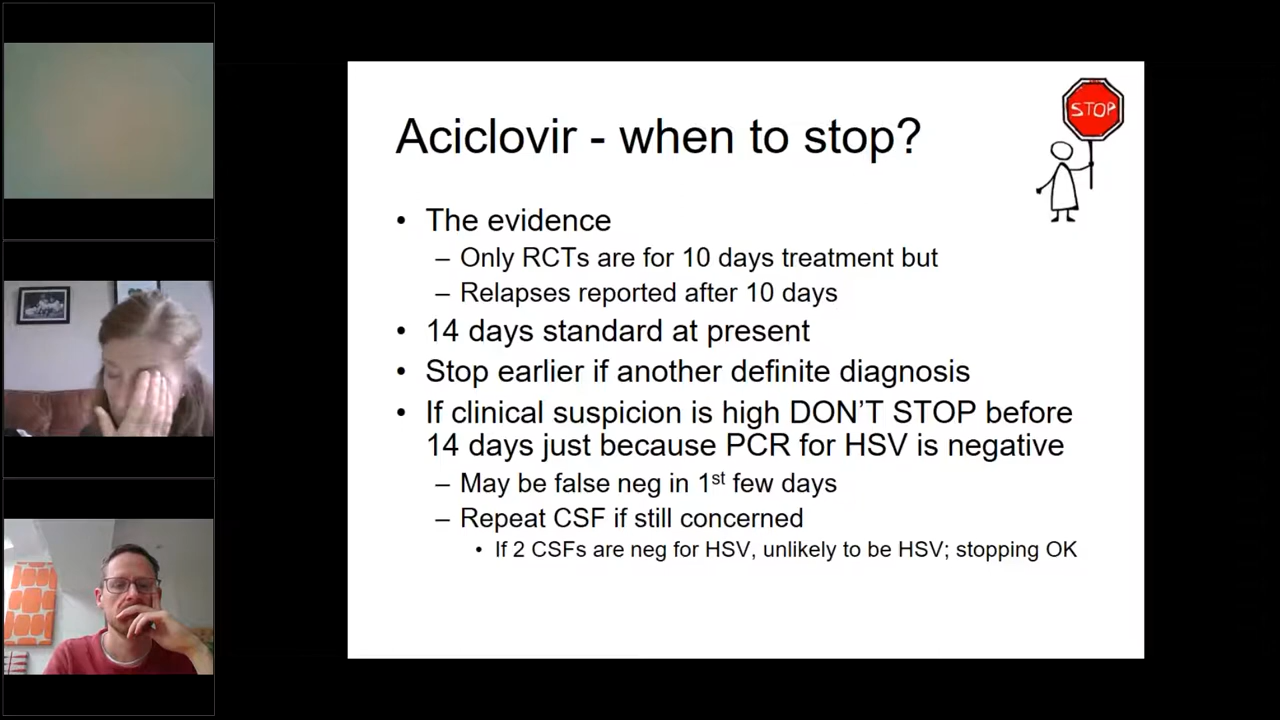 STOP
Aciclovir - when to stop?
• The evidence
– Only RCTs are for 10 days treatment but
– Relapses reported after 10 days
• 14 days standard at present
• Stop earlier if another definite diagnosis
• If clinical suspicion is high DON’T STOP before
14 days just because PCR for HSV is negative
– May be false neg in 1st few days
– Repeat CSF if still concerned
• If 2 CSFs are neg for HSV, unlikely to be HSV; stopping OK